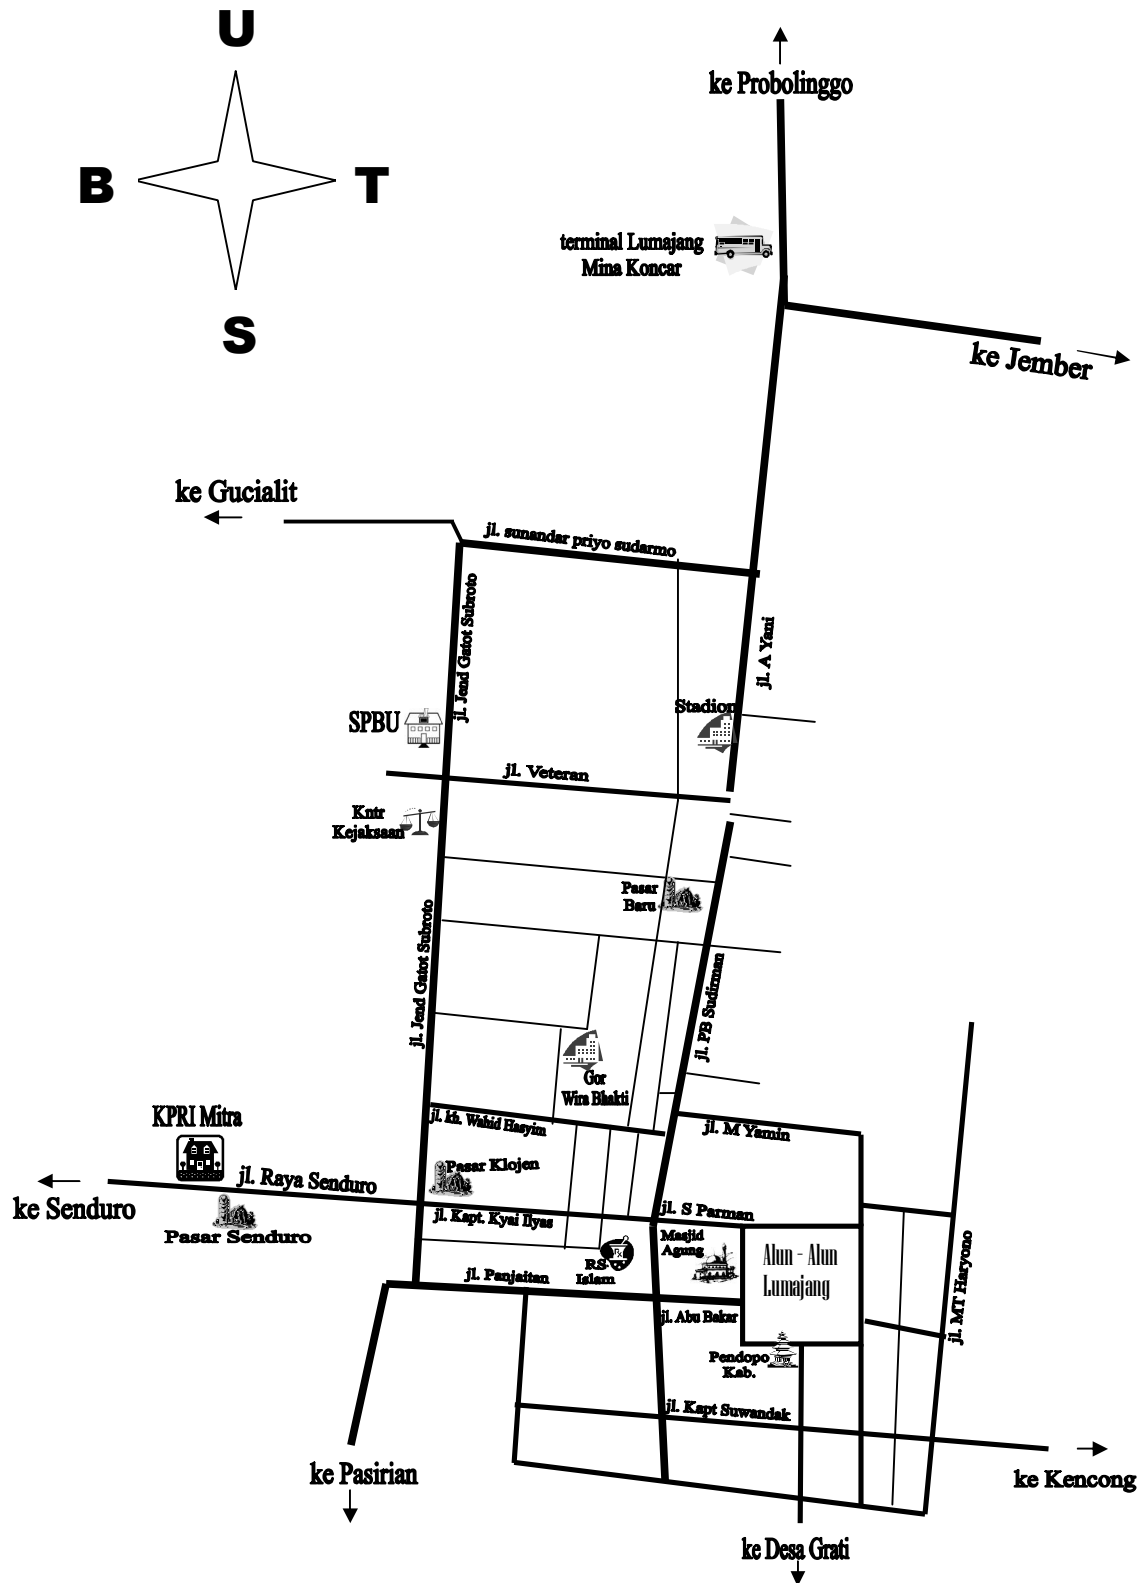 U
ke Probolinggo
B
T
terminal Lumajang
Mina Koncar
S
ke Jember
ke Gucialit
jl. sunandar priyo sudarmo
jl. Jend Gatot Subroto
jl. A Yani
Stadion
SPBU
jl. Veteran
Kntr
Kejaksaan
Pasar
Baru
jl. Jend Gatot Subroto
jl. PB Sudirman
Gor
Wira Bhakti
KPRI Mitra
jl. kh. Wahid Hasyim
jl. M Yamin
Pasar Klojen
jl. Raya Senduro
ke Senduro
jl. Kapt. Kyai Ilyas
jl. S Parman
Pasar Senduro
Masjid
Agung
Alun - Alun
Lumajang
RS
Islam
jl. MT Haryono
jl. Panjaitan
jl. Abu Bakar
Pendopo
Kab.
jl. Kapt Suwandak
ke Pasirian
ke Kencong
ke Desa Grati